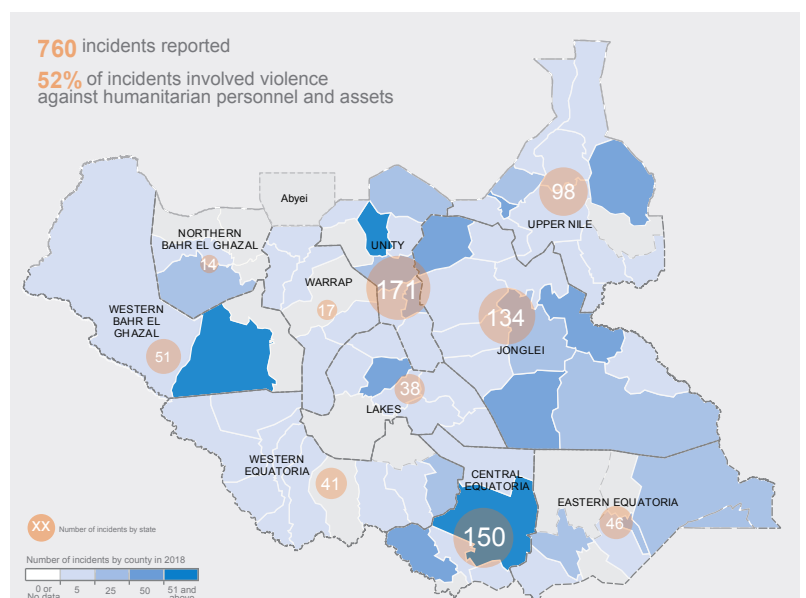 760 incidents reported
52% of incidents involved violence
against humanitarian personnel and assets
Abyei
98
UPPER NILE
NORTHERN
BAHR EL GHAZAL
14
UNITY
171
WARRAP
17
134
JONGLEI
WESTERN
BAHR EL
GHAZAL
51
38
LAKES
WESTERN
EQUATORIA
41
CENTRAL
EQUATORIA
150
EASTERN EQUATORIA
46
XX Number of incidents by state
Number of incidents by county in 2018
0 or
No data
5
25
50
51 and
above